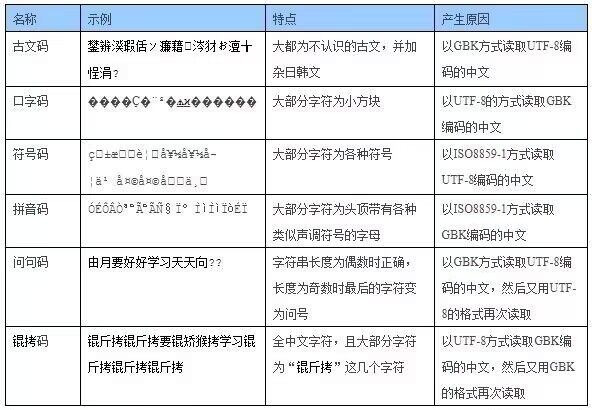 名称 示例 特点 产生原因
古文码
鐢辨湀瑕佸ソ
大都为不认识的古文，并加
杂日韩文
以GBK方式读取UTF-8编
码的中文
口字码
大部分字符为小方块
以UTF-8的方式读取GBK
编码的中文
符号码
大部分字符为各种符号
以ISO8859-1方式读取
UTF-8编码的中文
拼音码
ÓÉÔÂÒªºÃºÃÑ§Ï° ÌìÌìÏòÉÏ
大部分字符为头顶带有各种
类似声调符号的字母
以ISO8859-1方式读取
GBK编码的中文
问句码
由月要好好学习天天向??
字符串长度为偶数时正确，
长度为奇数时最后的字符变
为问号
以GBK方式读取UTF-8编
码的中文，然后又用UTF-
8的格式再次读取
锟拷码
锟斤拷锟斤拷要锟矫猴拷学习锟
斤拷锟斤拷锟斤拷
全中文字符，且大部分字符
为“锟斤拷”这几个字符
以UTF-8方式读取GBK编
码的中文，然后又用GBK
的格式再次读取